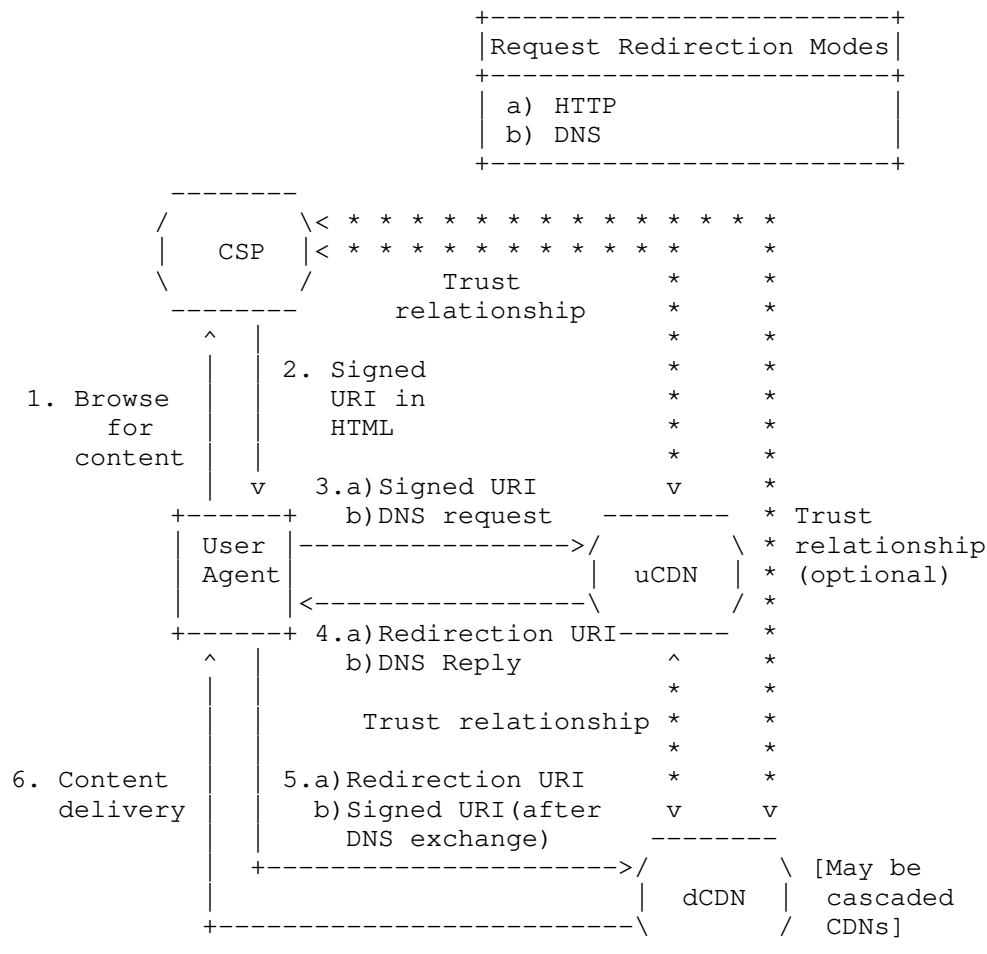 Request Redirection Modes
a) HTTP
b) DNS
CSP
Trust
relationship
1. Browse
for
content
2. Signed
URI in
HTML
3.a)Signed URI
b)DNS request
User
Agent
uCDN
Trust
relationship
(optional)
4.a)Redirection URI
b)DNS Reply
Trust relationship
6. Content
delivery
5.a)Redirection URI
b)Signed URI(after
DNS exchange)
dCDN
[May be
cascaded
CDNs]